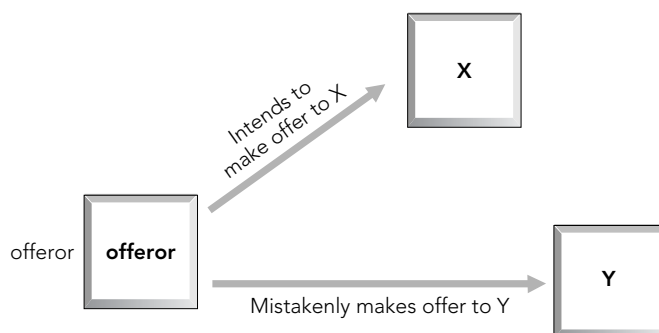 X
Intends to
make offer to X
offeror
offeror
Y
Mistakenly makes offer to Y